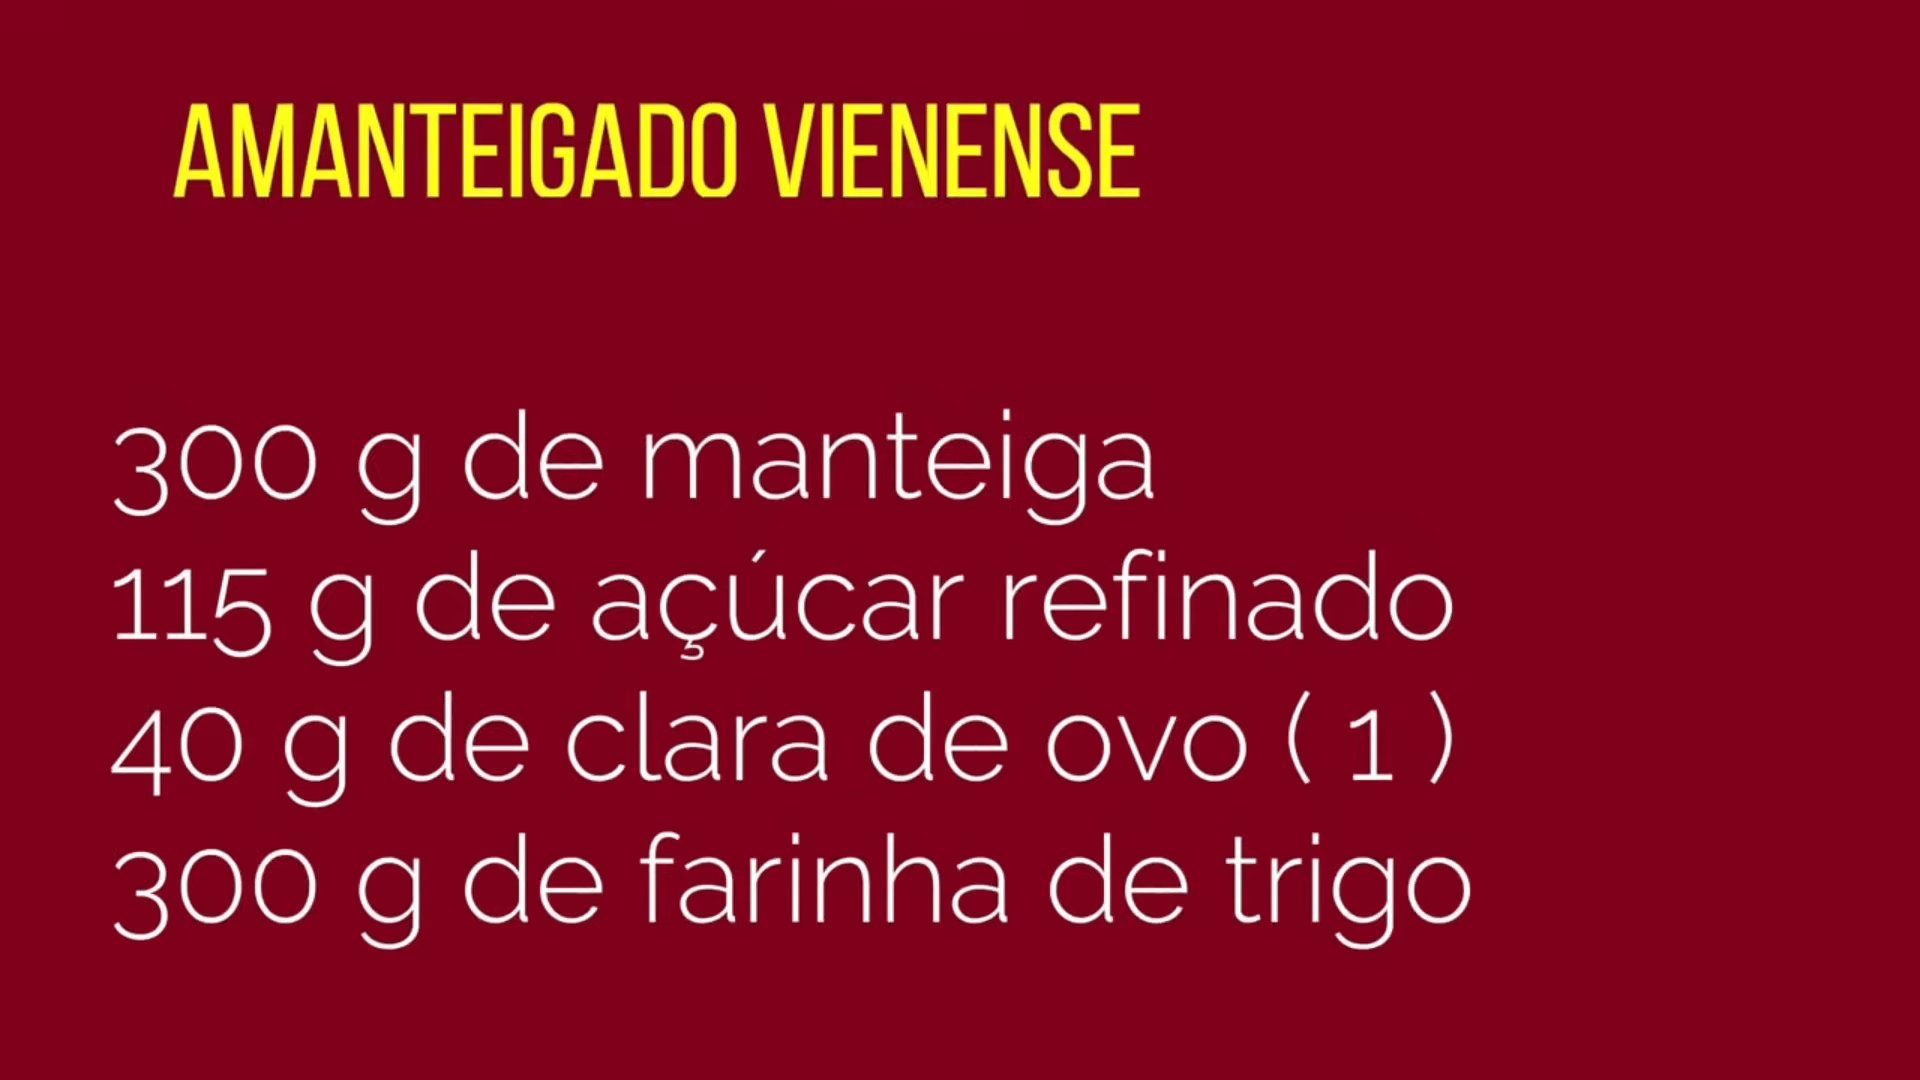 AMANTEIGADO VIENENSE
300 g de manteiga
115 g de açúcar refinado
40 g de clara de ovo ( 1 )
300 g de farinha de trigo